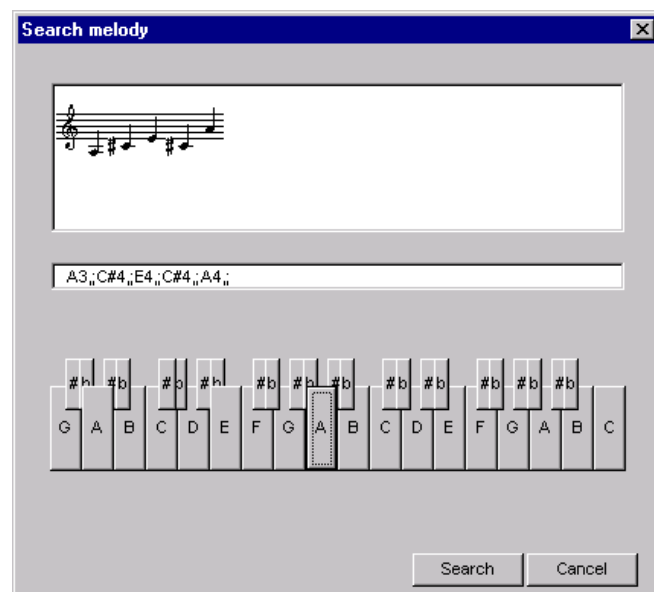 Search melody
A3,,;C#4,,;E4,,;C#4,,;A4,,;
#b #b #b #b #b #b #b #b #b #b #b #b
G A B C D E F G A B C D E F G A B C
Search Cancel